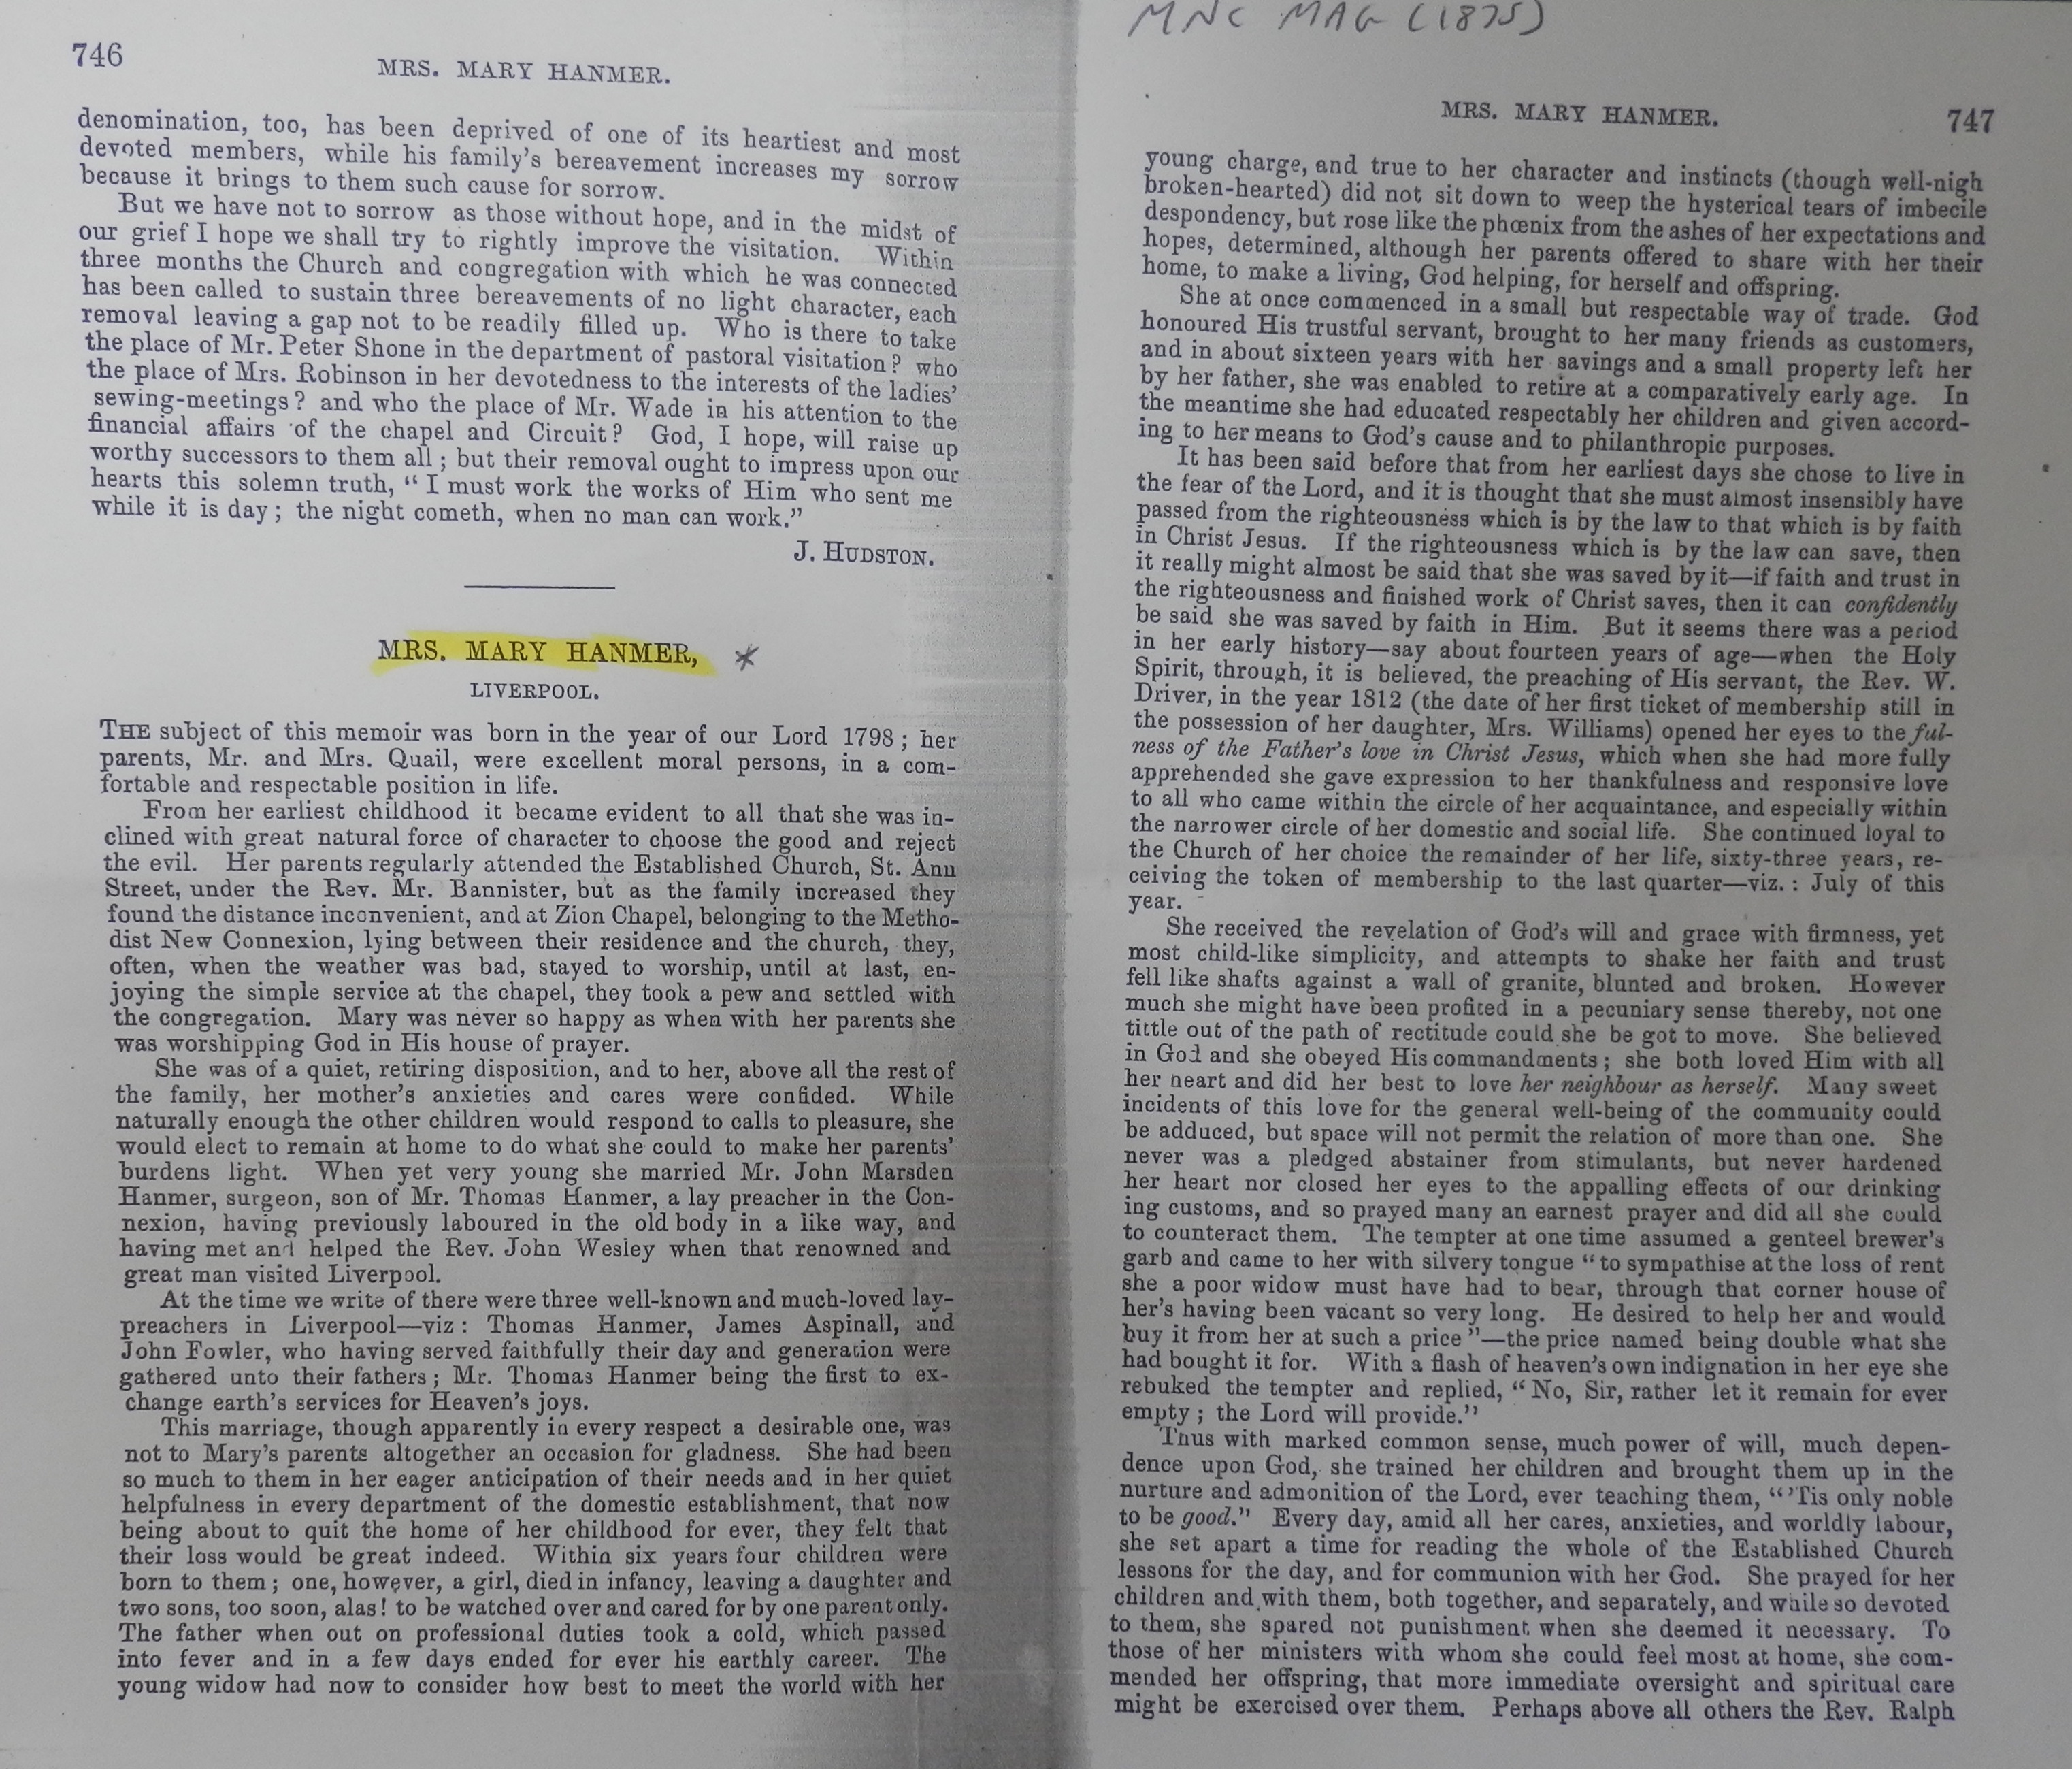 746
MRS. MARY HANMER.
denomination, too, has been deprived of one of its heartiest and most
devoted members, while his family's bereavement increases my sorrow
because it brings to them such cause for sorrow.
But we have not to sorrow as those without hope, and in the midst of
our grief I hope we shall try to rightly improve the visitation. Within
three months the Church and congregation with which he was connected
has been called to sustain three bereavements of no light character, each
removal leaving a gap not to be readily filled up. Who is there to take
the place of Mr. Peter Shone in the department of pastoral visitation? who
the place of Mrs. Robinson in her devotedness to the interests of the ladies'
sewing-meetings? and who the place of Mr. Wade in his attention to the
financial affairs of the chapel and Circuit? God, I hope, will raise up
worthy successors to them all; but their removal ought to impress upon our
hearts this solemn truth, "I must work the works of Him who sent me
while it is day; the night cometh, when no man can work."
J. HUDSTON.
MRS. MARY HANMER, *
LIVERPOOL.
THE subject of this memoir was born in the year of our Lord 1798; her
parents, Mr. and Mrs. Quail, were excellent moral persons, in a com-
fortable and respectable position in life.
From her earliest childhood it became evident to all that she was in-
clined with great natural force of character to choose the good and reject
the evil. Her parents regularly attended the Established Church, St. Ann
Street, under the Rev. Mr. Bannister, but as the family increased they
found the distance inconvenient, and at Zion Chapel, belonging to the Metho-
dist New Connexion, lying between their residence and the church, they,
often, when the weather was bad, stayed to worship, until at last, en-
joying the simple service at the chapel, they took a pew and settled with
the congregation. Mary was never so happy as when with her parents she
was worshipping God in His house of prayer.
She was of a quiet, retiring disposition, and to her, above all the rest of
the family, her mother's anxieties and cares were confided. While
naturally enough the other children would respond to calls to pleasure, she
would elect to remain at home to do what she could to make her parents'
burdens light. When yet very young she married Mr. John Marsden
Hanmer, surgeon, son of Mr. Thomas Hanmer, a lay preacher in the Con-
nexion, having previously laboured in the old body in a like way, and
having met and helped the Rev. John Wesley when that renowned and
great man visited Liverpool.
At the time we write of there were three well-known and much-loved lay-
preachers in Liverpool—viz: Thomas Hanmer, James Aspinall, and
John Fowler, who having served faithfully their day and generation were
gathered unto their fathers; Mr. Thomas Hanmer being the first to ex-
change earth's services for Heaven's joys.
This marriage, though apparently in every respect a desirable one, was
not to Mary's parents altogether an occasion for gladness. She had been
so much to them in her eager anticipation of their needs and in her quiet
helpfulness in every department of the domestic establishment, that now
being about to quit the home of her childhood for ever, they felt that
their loss would be great indeed. Within six years four children were
born to them; one, however, a girl, died in infancy, leaving a daughter and
two sons, too soon, alas! to be watched over and cared for by one parent only.
The father when out on professional duties took a cold, which passed
into fever and in a few days ended for ever his earthly career. The
young widow had now to consider how best to meet the world with her
MNC MAG (1875)
MRS. MARY HANMER.
747
young charge, and true to her character and instincts (though well-nigh
broken-hearted) did not sit down to weep the hysterical tears of imbecile
despondency, but rose like the phœnix from the ashes of her expectations and
hopes, determined, although her parents offered to share with her their
home, to make a living, God helping, for herself and offspring.
She at once commenced in a small but respectable way of trade. God
honoured His trustful servant, brought to her many friends as customers,
and in about sixteen years with her savings and a small property left her
by her father, she was enabled to retire at a comparatively early age. In
the meantime she had educated respectably her children and given accord-
ing to her means to God's cause and to philanthropic purposes.
It has been said before that from her earliest days she chose to live in
the fear of the Lord, and it is thought that she must almost insensibly have
passed from the righteousness which is by the law to that which is by faith
in Christ Jesus. If the righteousness which is by the law can save, then
it really might almost be said that she was saved by it—if faith and trust in
the righteousness and finished work of Christ saves, then it can confidently
be said she was saved by faith in Him. But it seems there was a period
in her early history—say about fourteen years of age—when the Holy
Spirit, through, it is believed, the preaching of His servant, the Rev. W.
Driver, in the year 1812 (the date of her first ticket of membership still in
the possession of her daughter, Mrs. Williams) opened her eyes to the ful-
ness of the Father's love in Christ Jesus, which when she had more fully
apprehended she gave expression to her thankfulness and responsive love
to all who came within the circle of her acquaintance, and especially within
the narrower circle of her domestic and social life. She continued loyal to
the Church of her choice the remainder of her life, sixty-three years, re-
ceiving the token of membership to the last quarter—viz.: July of this
year.
She received the revelation of God's will and grace with firmness, yet
most child-like simplicity, and attempts to shake her faith and trust
fell like shafts against a wall of granite, blunted and broken. However
much she might have been profited in a pecuniary sense thereby, not one
tittle out of the path of rectitude could she be got to move. She believed
in God and she obeyed His commandments; she both loved Him with all
her heart and did her best to love her neighbour as herself. Many sweet
incidents of this love for the general well-being of the community could
be adduced, but space will not permit the relation of more than one. She
never was a pledged abstainer from stimulants, but never hardened
her heart nor closed her eyes to the appalling effects of our drinking
ing customs, and so prayed many an earnest prayer and did all she could
to counteract them. The tempter at one time assumed a genteel brewer's
garb and came to her with silvery tongue "to sympathise at the loss of rent
she a poor widow must have had to bear, through that corner house of
her's having been vacant so very long. He desired to help her and would
buy it from her at such a price"—the price named being double what she
had bought it for. With a flash of heaven's own indignation in her eye she
rebuked the tempter and replied, "No, Sir, rather let it remain for ever
empty; the Lord will provide."
Thus with marked common sense, much power of will, much depen-
dence upon God, she trained her children and brought them up in the
nurture and admonition of the Lord, ever teaching them, "'Tis only noble
to be good." Every day, amid all her cares, anxieties, and worldly labour,
she set apart a time for reading the whole of the Established Church
lessons for the day, and for communion with her God. She prayed for her
children and with them, both together, and separately, and while so devoted
to them, she spared not punishment when she deemed it necessary. To
those of her ministers with whom she could feel most at home, she com-
mended her offspring, that more immediate oversight and spiritual care
might be exercised over them. Perhaps above all others the Rev. Ralph